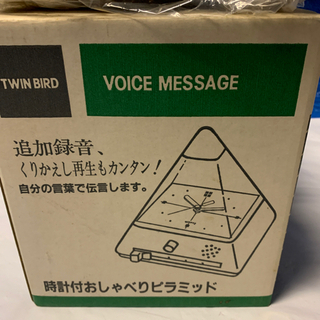 TWIN BIRD
VOICE MESSAGE
追加録音、
くりかえし再生もカンタン!
自分の言葉で伝言します。
時計付おしゃべりピラミッド